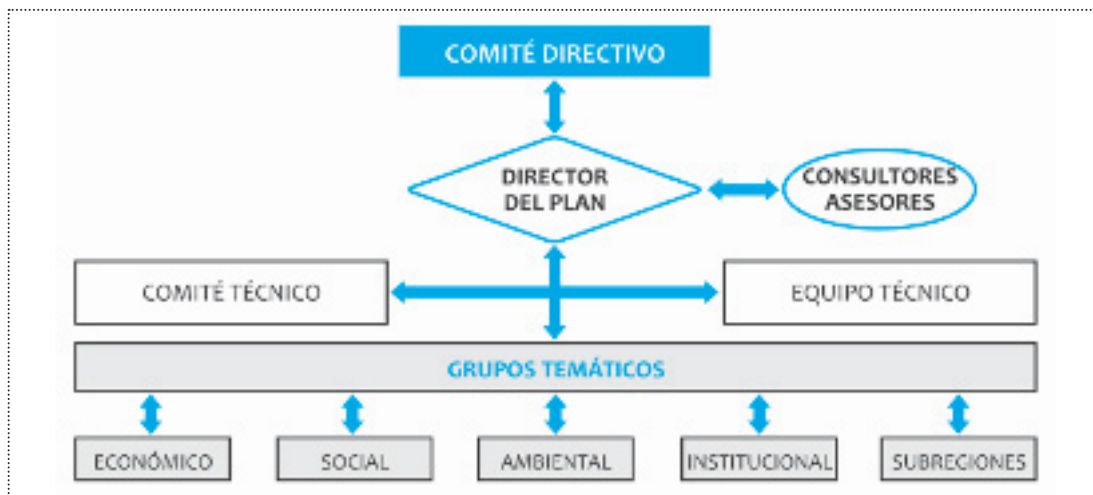 COMITÉ DIRECTIVO
DIRECTOR
DEL PLAN
CONSULTORES
ASESORES
COMITÉ TÉCNICO
EQUIPO TÉCNICO
GRUPOS TEMÁTICOS
ECONÓMICO
SOCIAL
AMBIENTAL
INSTITUCIONAL
SUBREGIONES